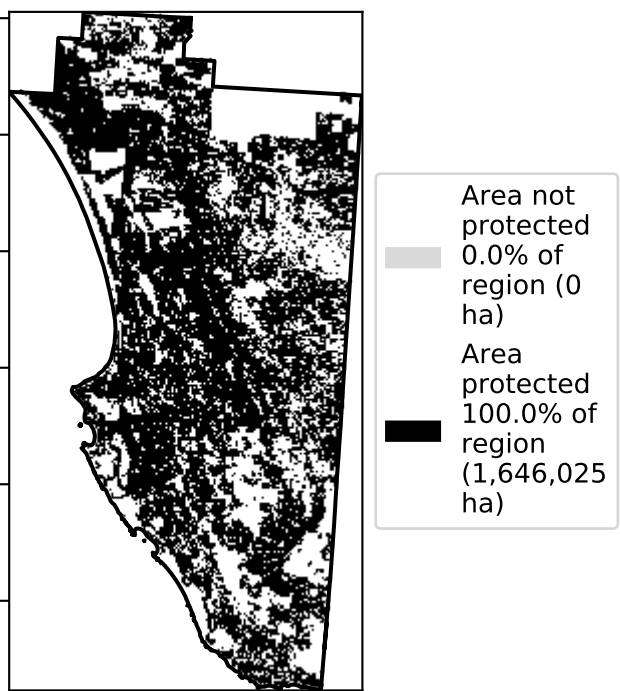 Area not
protected
0.0% of
region (0
ha)
Area
protected
100.0% of
region
(1,646,025
ha)